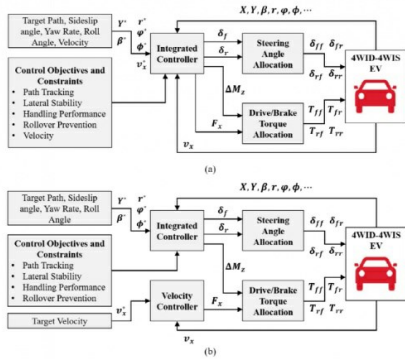 Target Path, Sideslip
angle, Yaw Rate, Roll
Angle, Velocity
Y* r*
φ*
β* ϕ*
v*x
Control Objectives and
Constraints
• Path Tracking
• Lateral Stability
• Handling Performance
• Rollover Prevention
• Velocity
Integrated
Controller
X, Y, β, r, φ, ϕ, ⋯
δf
δr
ΔMz
Fx
vx
Steering
Angle
Allocation
Drive/Brake
Torque
Allocation
δff δfr
δrf δrr
Tff Tfr
Trf Trr
4WID-4WIS
EV
(a)
Target Path, Sideslip
angle, Yaw Rate, Roll
Angle
Y* r*
φ*
β* ϕ*
Control Objectives and
Constraints
• Path Tracking
• Lateral Stability
• Handling Performance
• Rollover Prevention
Target Velocity
v*x
Integrated
Controller
Velocity
Controller
X, Y, β, r, φ, ϕ, ⋯
δf
δr
ΔMz
Fx
vx
Steering
Angle
Allocation
Drive/Brake
Torque
Allocation
δff δfr
δrf δrr
Tff Tfr
Trf Trr
4WID-4WIS
EV
(b)